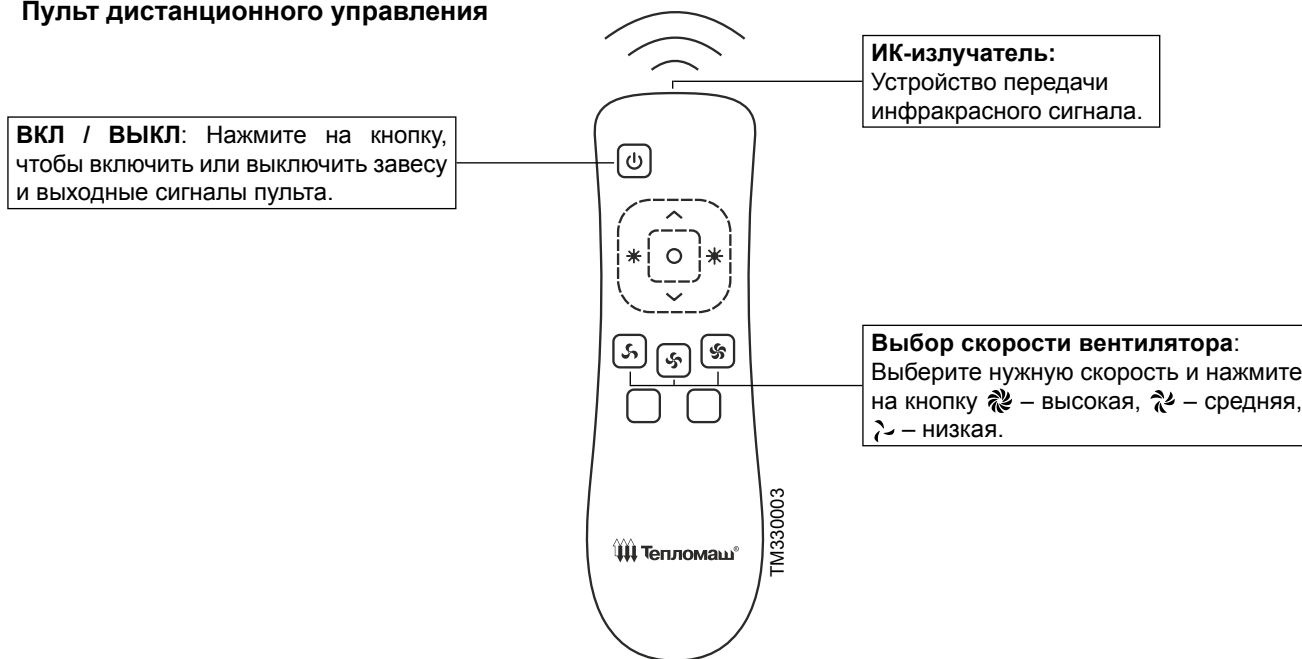 Пульт дистанционного управления
ИК-излучатель:
Устройство передачи
инфракрасного сигнала.
ВКЛ / ВЫКЛ: Нажмите на кнопку,
чтобы включить или выключить завесу
и выходные сигналы пульта.
Выбор скорости вентилятора:
Выберите нужную скорость и нажмите
на кнопку – высокая, – средняя,
– низкая.
Тепломаш®
ТМ330003